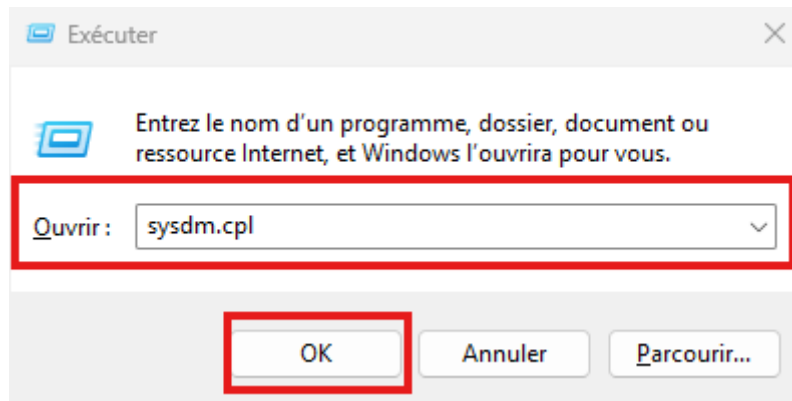 Exécuter
Entrez le nom d'un programme, dossier, document ou
ressource Internet, et Windows l'ouvrira pour vous.
Ouvrir : sysdm.cpl
OK Annuler Parcourir...